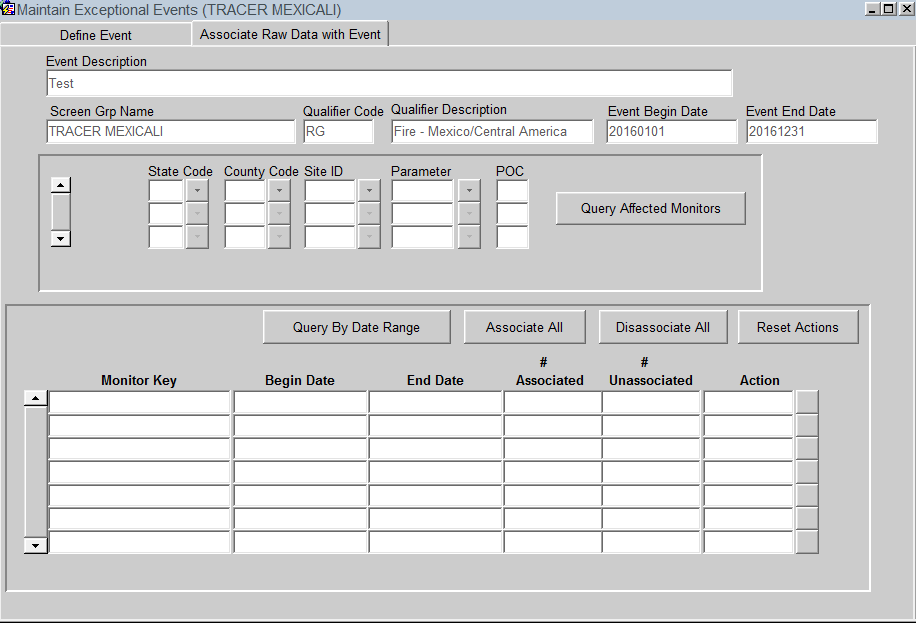 Maintain Exceptional Events (TRACER MEXICALI)
Define Event Associate Raw Data with Event
Event Description
Test
Screen Grp Name Qualifier Code Qualifier Description Event Begin Date Event End Date
TRACER MEXICALI RG Fire - Mexico/Central America 20160101 20161231
State Code County Code Site ID Parameter POC
Query Affected Monitors
Query By Date Range Associate All Disassociate All Reset Actions
# #
Monitor Key Begin Date End Date Associated Unassociated Action